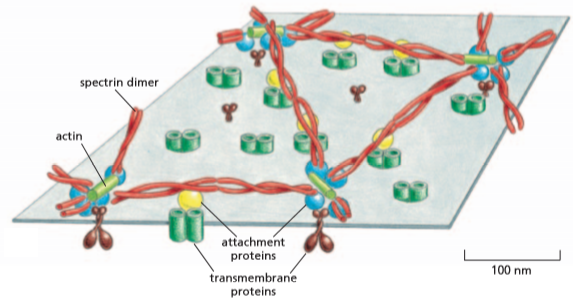 spectrin dimer
actin
attachment
proteins
transmembrane
proteins
100 nm